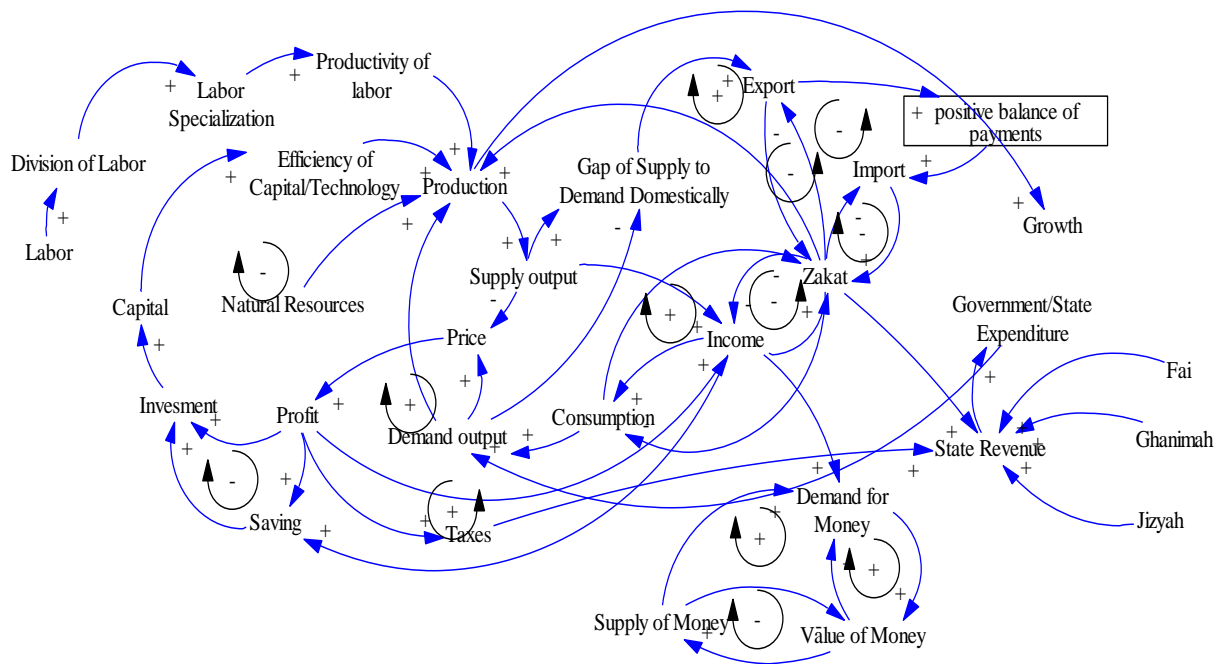 Productivity of
labor
Labor
Specialization
Export
+ positive balance of
payments
Division of Labor
Efficiency of
Capital/Technology
Production
Gap of Supply to
Demand Domestically
Import
Growth
Labor
Supply output
Zakat
Capital
Natural Resources
Government/State
Expenditure
Price
Income
Fai
Invesment
Profit
Demand output
Consumption
State Revenue
Ghanimah
Saving
Taxes
Demand for
Money
Jizyah
Supply of Money
Value of Money